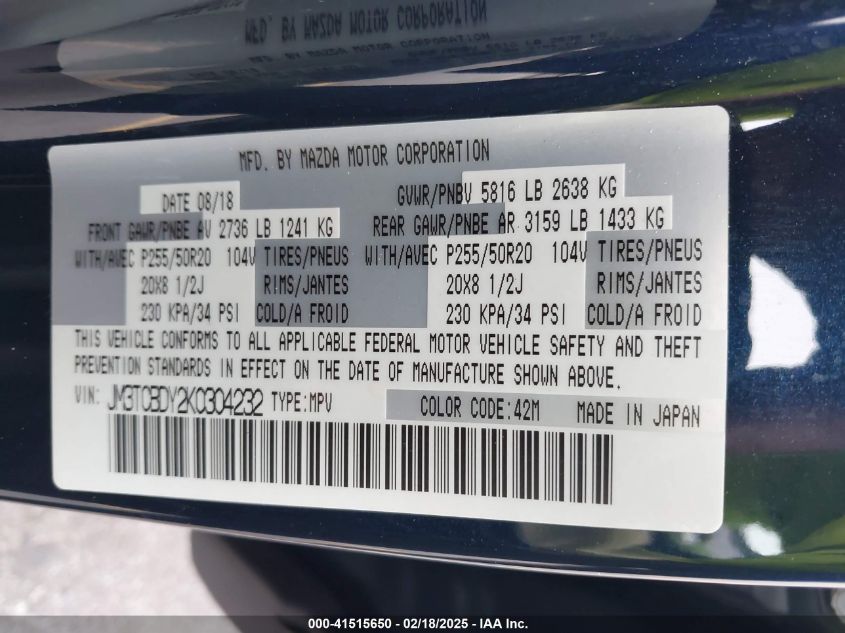 MFD. BY MAZDA MOTOR CORPORATION
DATE 08/18 GVWR/PNBV 5816 LB 2638 KG
FRONT GAWR/PNBE AV 2736 LB 1241 KG REAR GAWR/PNBE AR 3159 LB 1433 KG
WITH/AVEC P255/50R20 104V TIRES/PNEUS WITH/AVEC P255/50R20 104V TIRES/PNEUS
20X8 1/2J RIMS/JANTES 20X8 1/2J RIMS/JANTES
230 KPA/34 PSI COLD/A FROID 230 KPA/34 PSI COLD/A FROID
THIS VEHICLE CONFORMS TO ALL APPLICABLE FEDERAL MOTOR VEHICLE SAFETY AND THEFT
PREVENTION STANDARDS IN EFFECT ON THE DATE OF MANUFACTURE SHOWN ABOVE.
VIN: JM3TCBDY2K0304232 TYPE:MPV COLOR CODE:42M MADE IN JAPAN
000-41515650 - 02/18/2025 - IAA Inc.